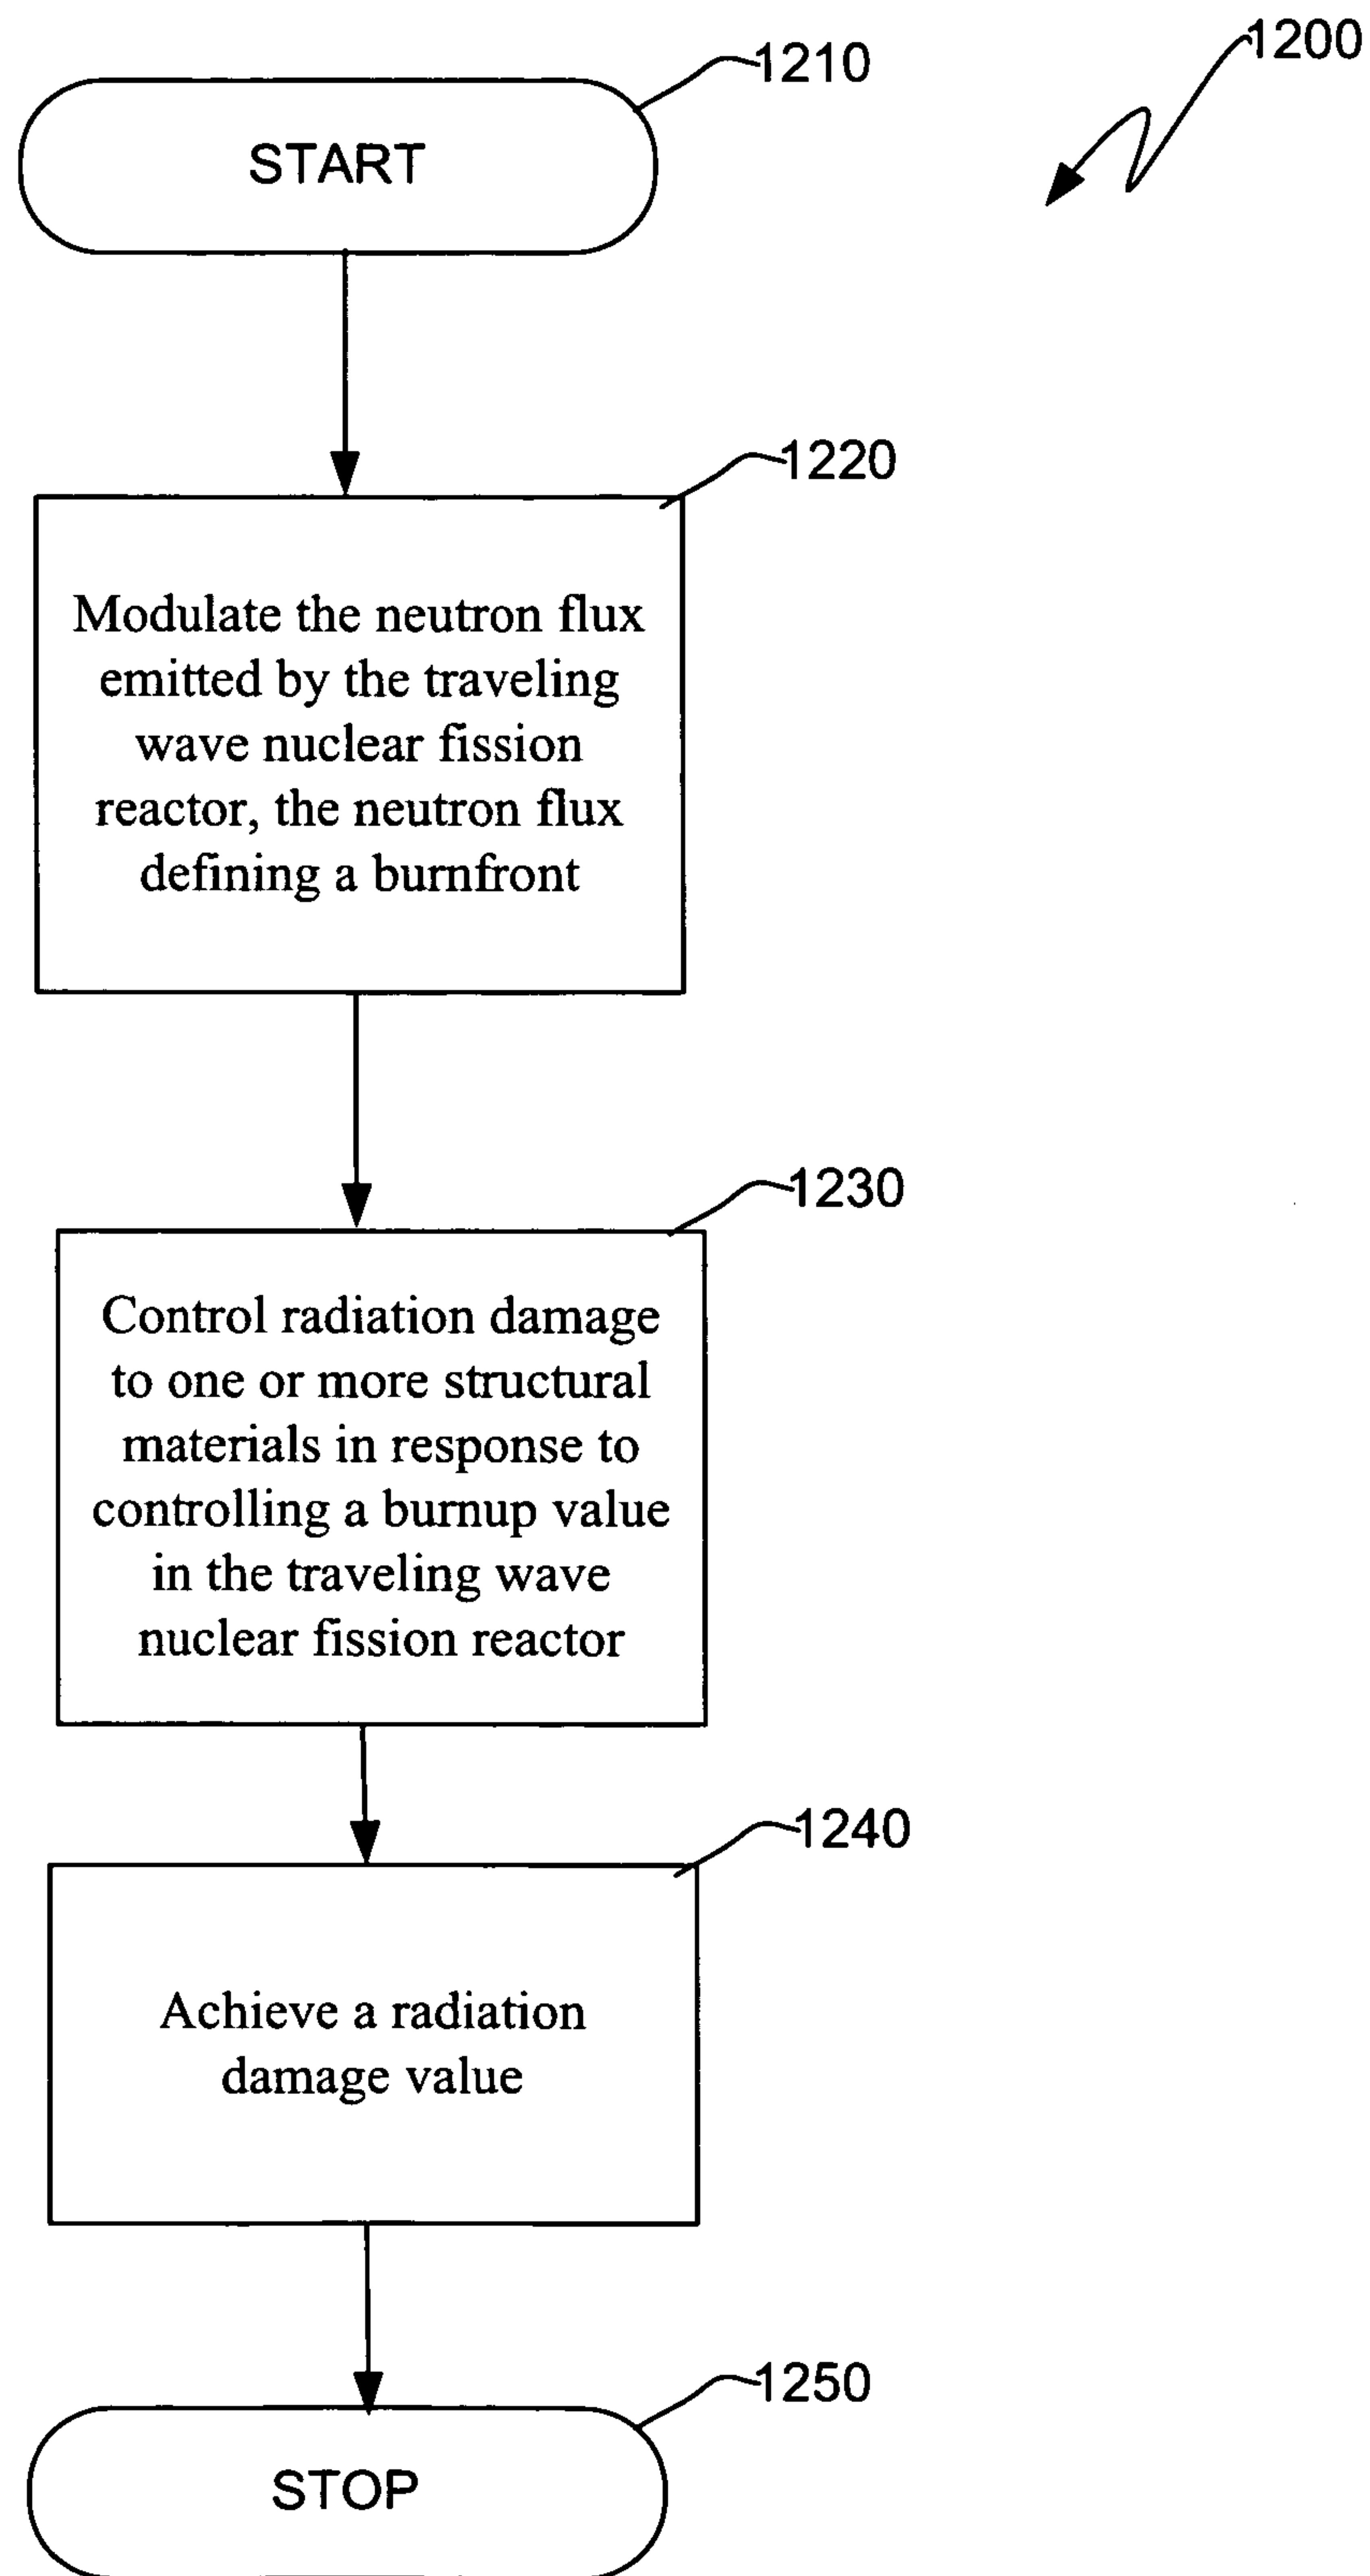 1200
1210
START
1220
Modulate the neutron flux
emitted by the traveling
wave nuclear fission
reactor, the neutron flux
defining a burnfront
1230
Control radiation damage
to one or more structural
materials in response to
controlling a burnup value
in the traveling wave
nuclear fission reactor
1240
Achieve a radiation
damage value
1250
STOP